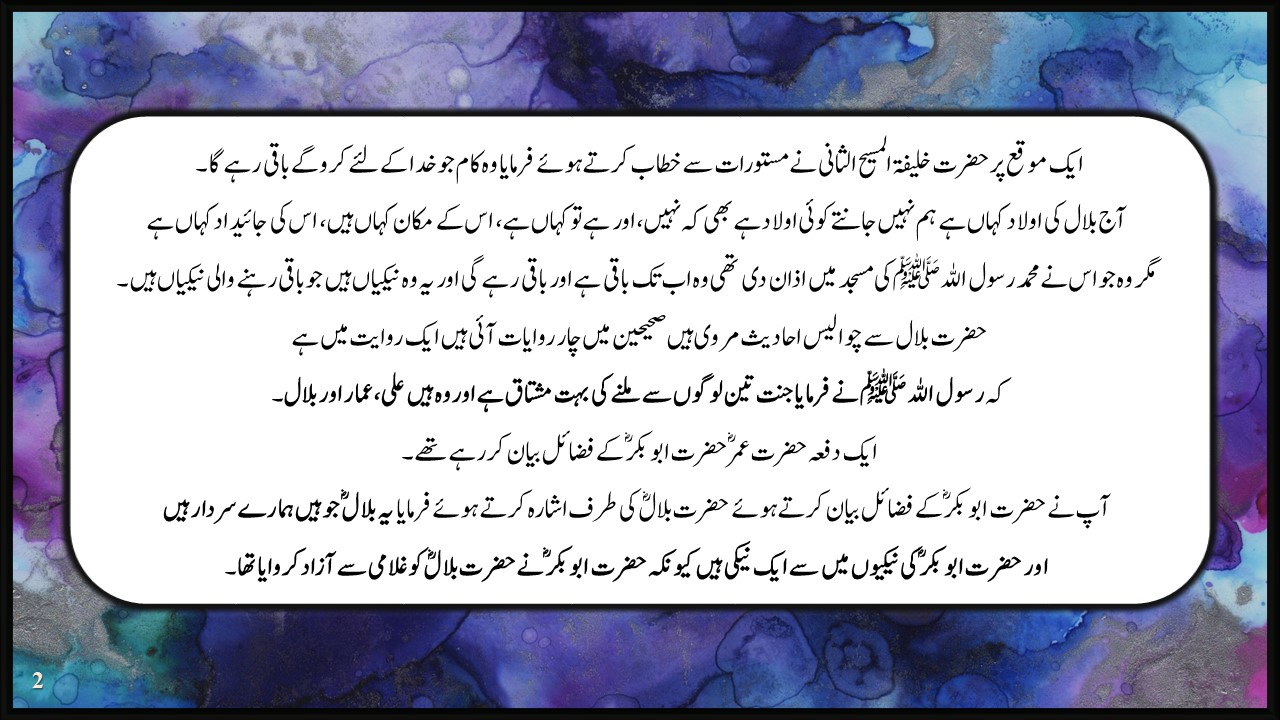 ایک موقع پر حضرت خلیفۃ المسیح الثانی نے مستورات سے خطاب کرتے ہوئے فرمایا وہ کام جو خدا کے لئے کرو گے باقی رہے گا۔
آج بلال کی اولاد کہاں ہے ہم نہیں جانتے کوئی اولاد ہے بھی کہ نہیں، اور ہے تو کہاں ہے، اس کے مکان کہاں ہیں، اس کی جائیداد کہاں ہے
مگر وہ جو اس نے محمد رسول اللہ ﷺ کی مسجد میں اذان دی تھی وہ اب تک باقی ہے اور باقی رہے گی اور یہ وہ نیکیاں ہیں جو باقی رہنے والی نیکیاں ہیں۔
حضرت بلال سے چوالیس احادیث مروی ہیں صحیحین میں چار روایات آئی ہیں ایک روایت میں ہے
کہ رسول اللہ ﷺ نے فرمایا جنت تین لوگوں سے ملنے کی بہت مشتاق ہے اور وہ ہیں علی، عمار اور بلال۔
ایک دفعہ حضرت عمرؓ حضرت ابو بکرؓ کے فضائل بیان کر رہے تھے۔
آپ نے حضرت ابو بکرؓ کے فضائل بیان کرتے ہوئے حضرت بلالؓ کی طرف اشارہ کرتے ہوئے فرمایا یہ بلالؓ جو ہیں ہمارے سردار ہیں
اور حضرت ابو بکرؓ کی نیکیوں میں سے ایک نیکی ہیں کیونکہ حضرت ابو بکرؓ نے حضرت بلالؓ کو غلامی سے آزاد کروایا تھا۔
2